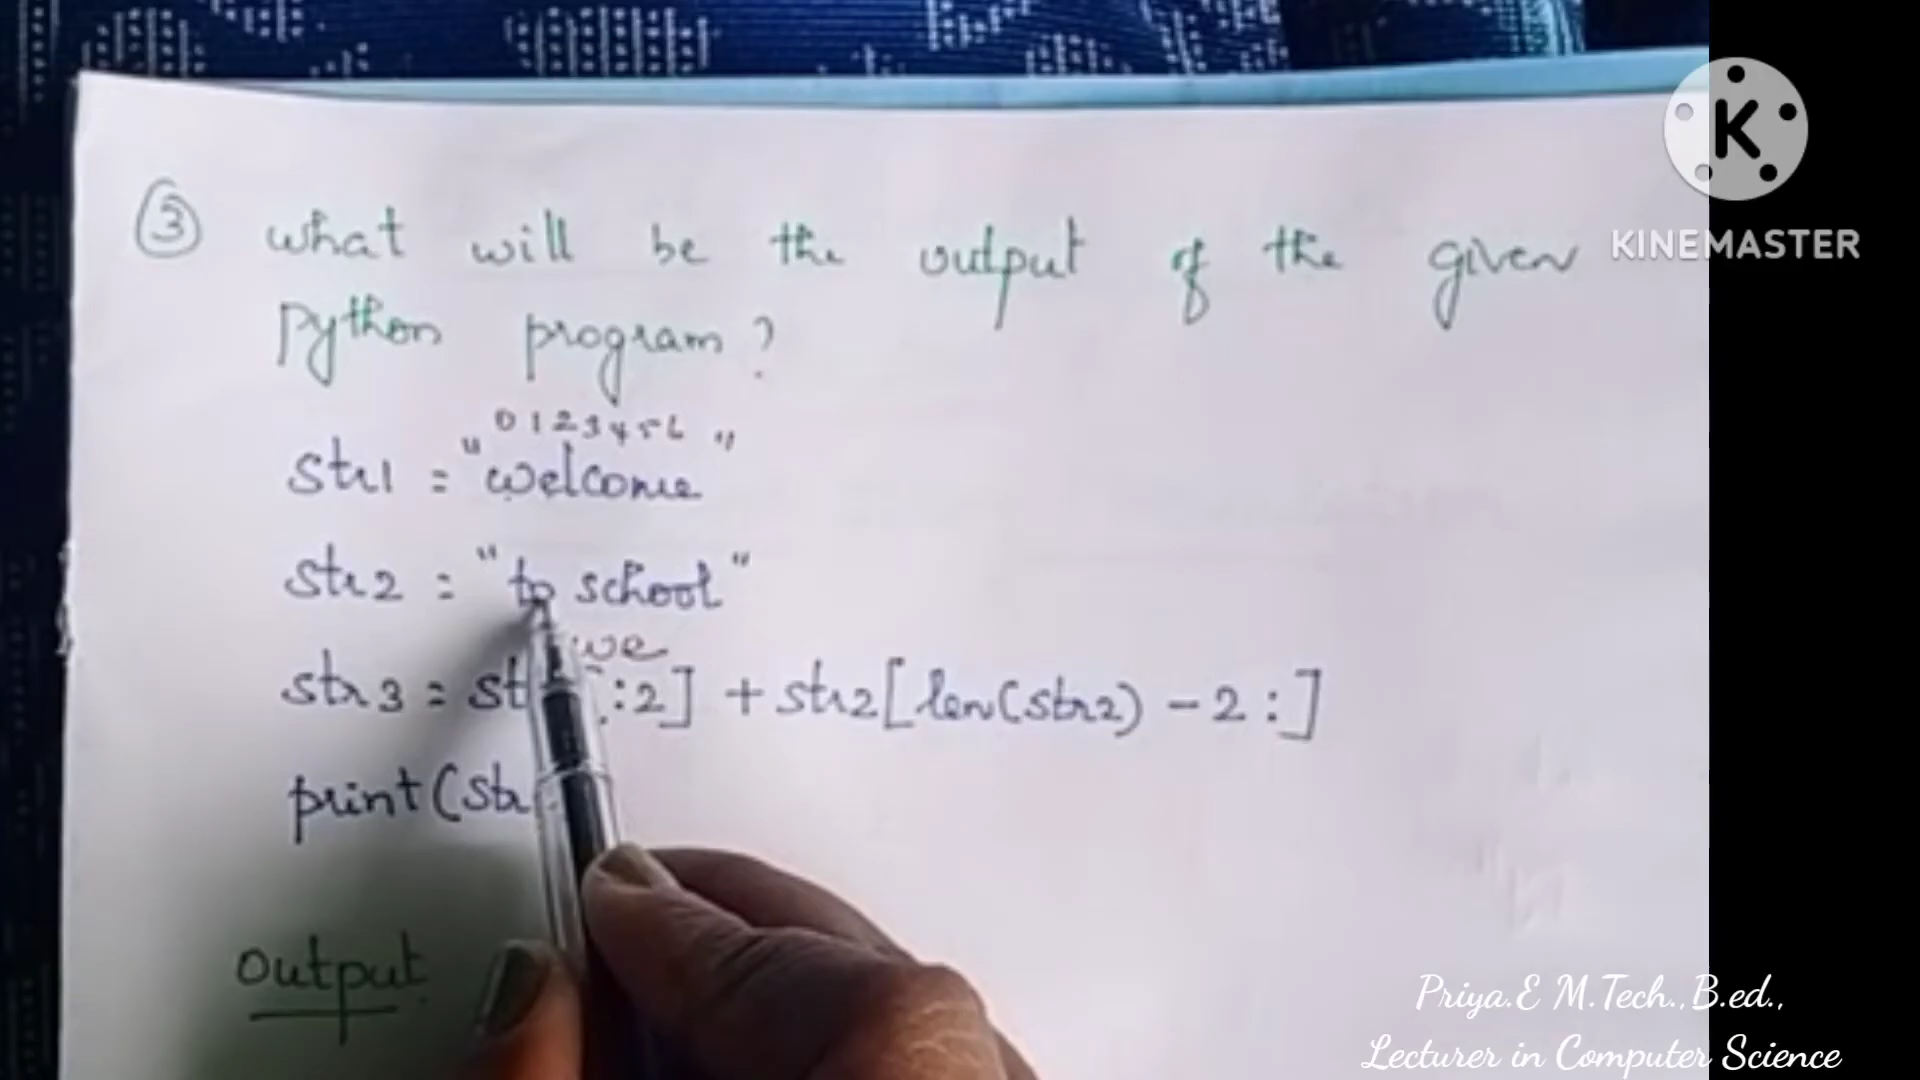 3 what will be the output of the given
python program?
0 1 2 3 4 5 6
str1 = "welcome"
str2 = "to school"
we
str3 = st :2] + str2[len(str2) - 2 : ]
print(str
output
K
KINEMASTER
Priya.E M.Tech.,B.ed.,
Lecturer in Computer Science